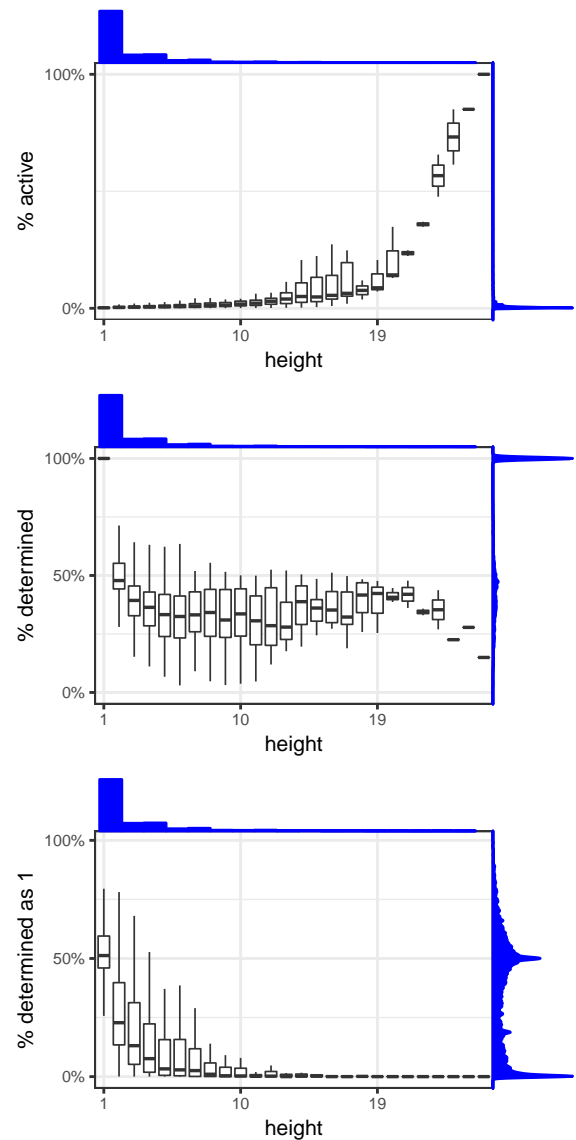 100%
% active
0%
1 10 19
height
100%
% determined
50%
0%
1 10 19
height
100%
% determined as 1
50%
0%
1 10 19
height